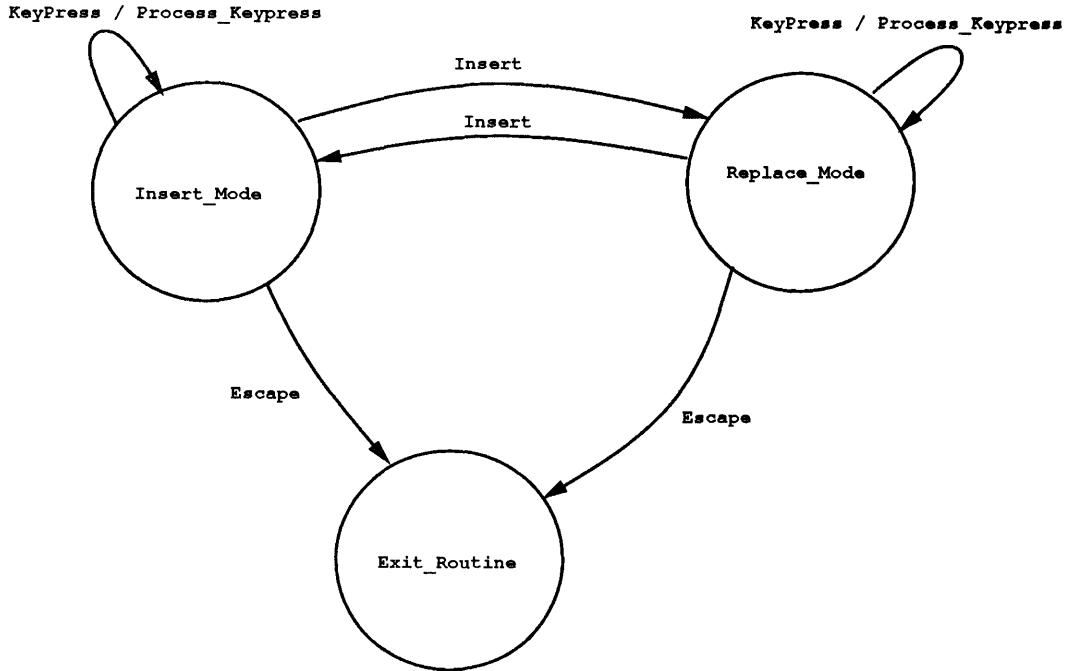 KeyPress / Process_Keypress
KeyPress / Process_Keypress
Insert
Insert
Insert_Mode
Replace_Mode
Escape
Escape
Exit_Routine